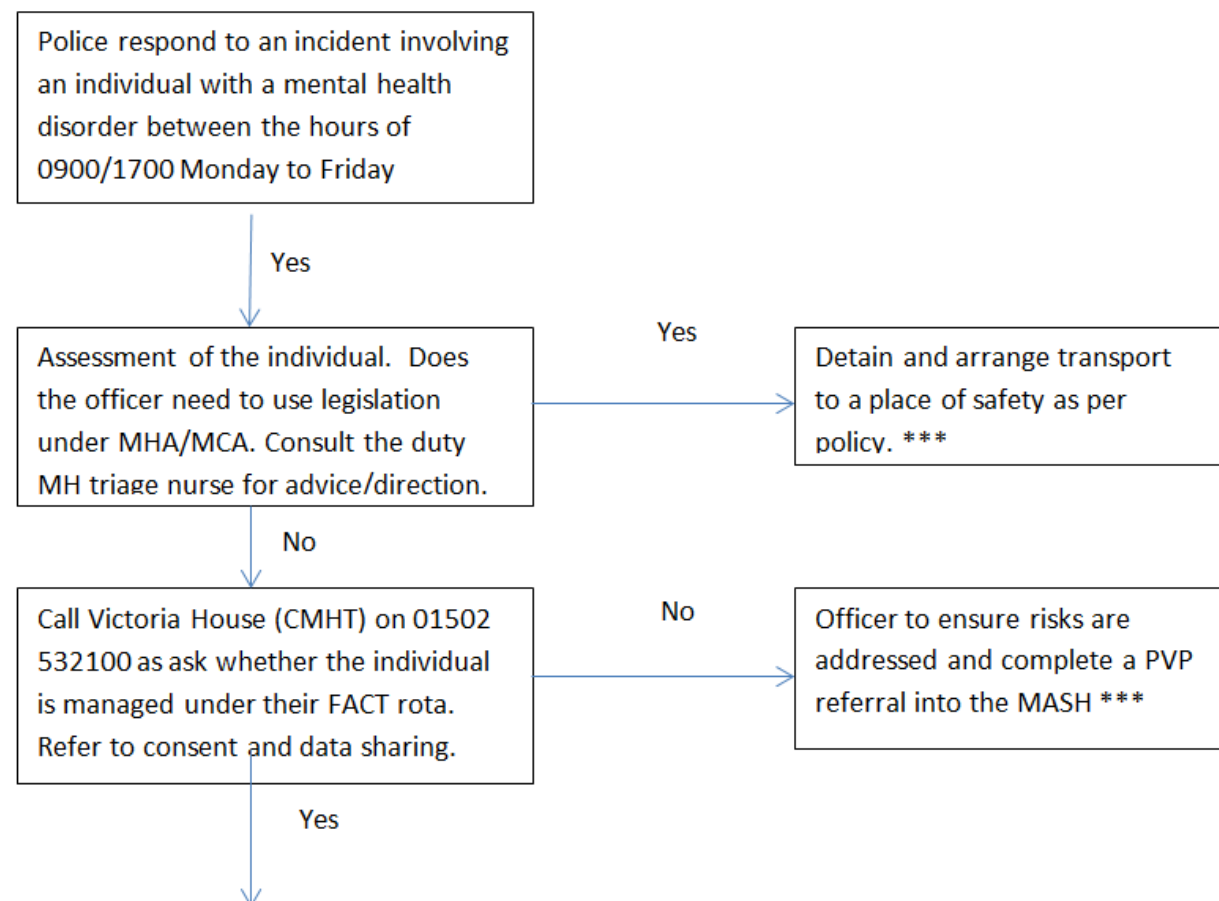 Police respond to an incident involving
an individual with a mental health
disorder between the hours of
0900/1700 Monday to Friday
Yes
Assessment of the individual. Does
the officer need to use legislation
under MHA/MCA. Consult the duty
MH triage nurse for advice/direction.
Yes
Detain and arrange transport
to a place of safety as per
policy. ***
No
Call Victoria House (CMHT) on 01502
532100 as ask whether the individual
is managed under their FACT rota.
Refer to consent and data sharing.
No
Officer to ensure risks are
addressed and complete a PVP
referral into the MASH ***
Yes